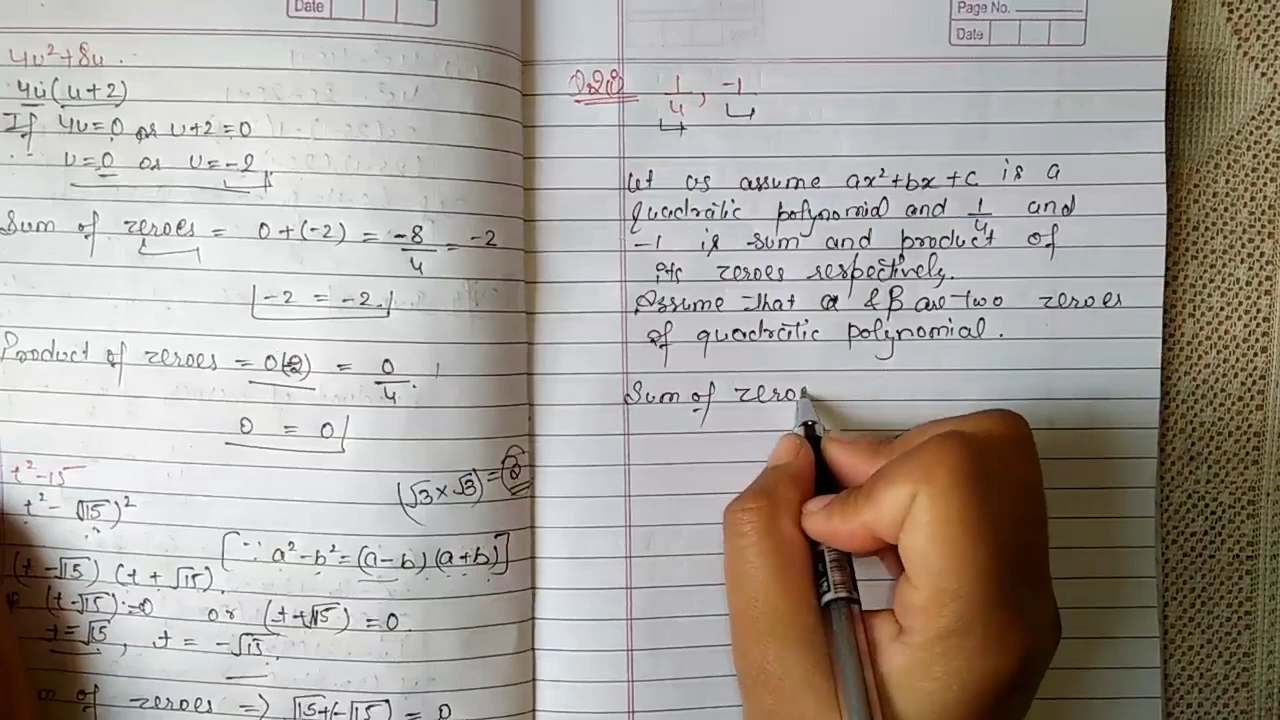 Date
4u²+8u.
4u(u+2)
If 4u=0 or u+2=0
∴ u=0 or u=-2
Sum of zeroes = 0+(-2) = -8/4 = -2
-2 = -2
Product of zeroes = 0(-2) = 0/4
0 = 0
t²-15
(√3×√3) =
t² - (√15)²
[∵ a²-b²=(a-b)(a+b)]
(t-√15) (t+√15)
(t-√15)=0 or (t+√15)=0
t=√15, t = -√15
of zeroes => √15+(-√15) = 0
Page No.
Date
Q.2(i) 1/4, -1
Let us assume ax²+bx+c is a
quadratic polynomial and 1/4 and
-1 is sum and product of
its zeroes respectively.
Assume that α & β are two zeroes
of quadratic polynomial.
Sum of zeroe